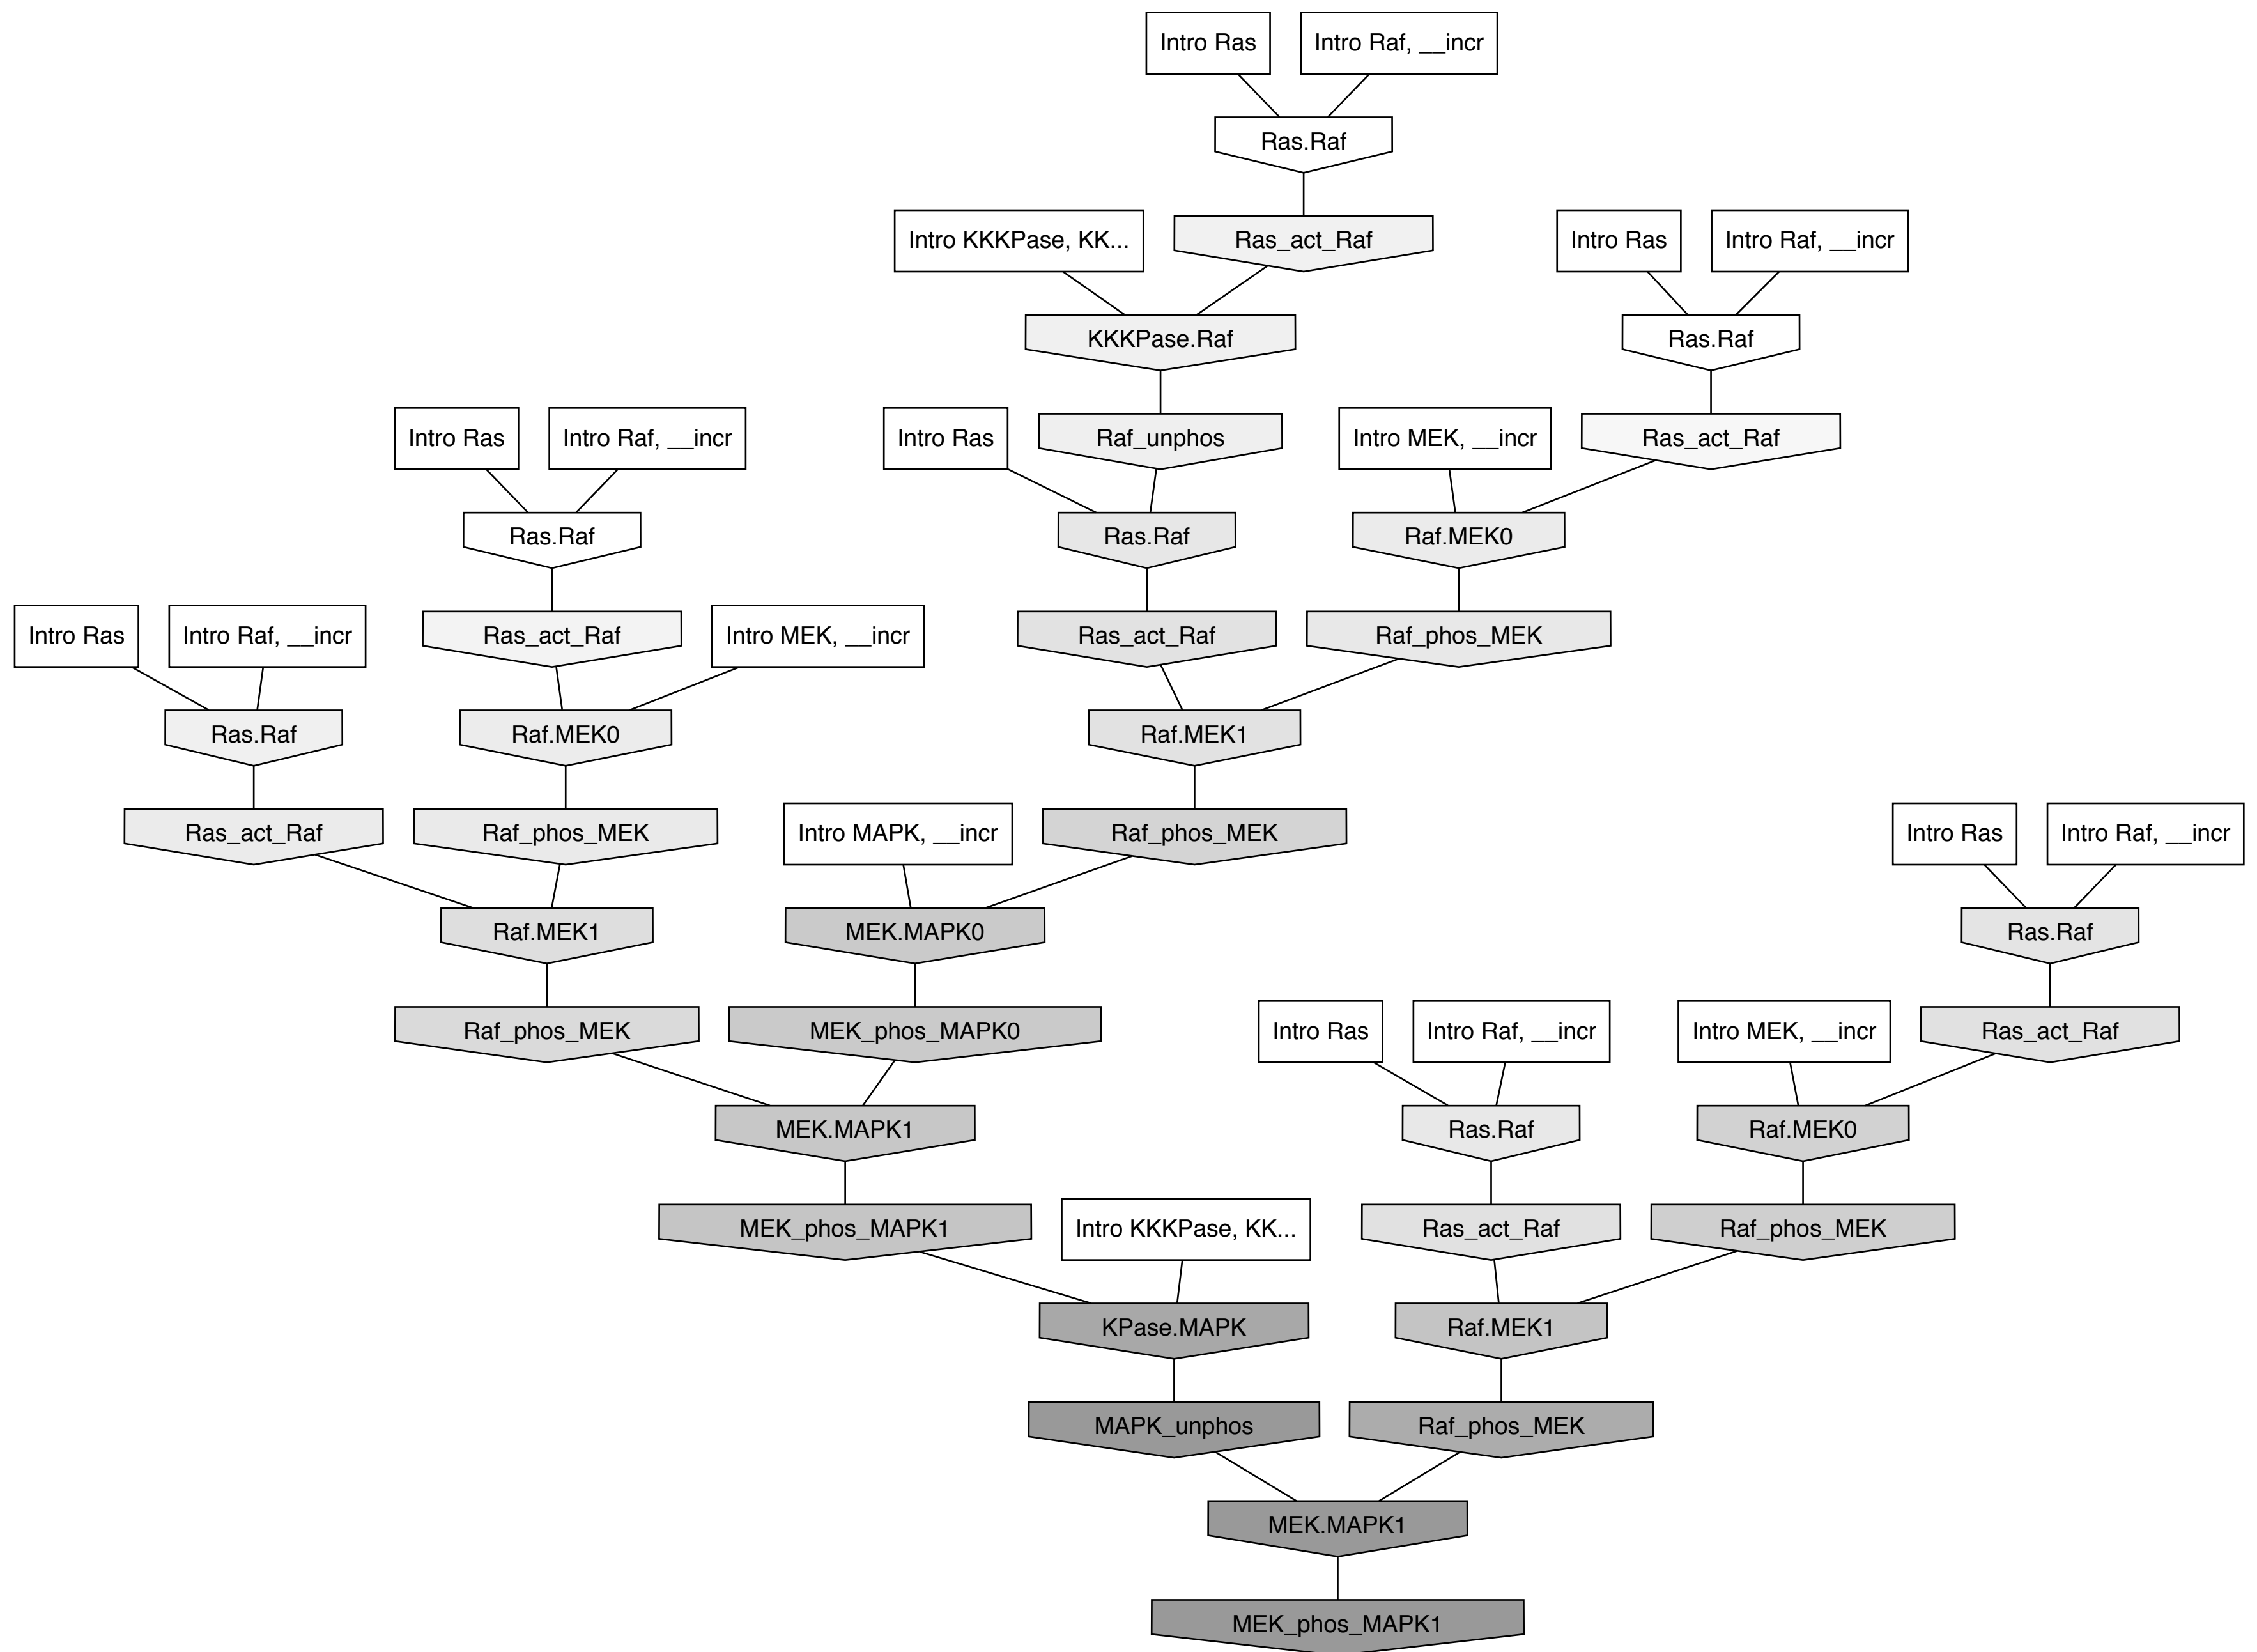 Intro Ras
Intro Raf, __incr
Ras.Raf
Intro KKKPase, KK...
Ras_act_Raf
Intro Ras
Intro Raf, __incr
KKKPase.Raf
Ras.Raf
Intro Ras
Intro Raf, __incr
Intro Ras
Raf_unphos
Intro MEK, __incr
Ras_act_Raf
Ras.Raf
Ras.Raf
Raf.MEK0
Intro Ras
Intro Raf, __incr
Ras_act_Raf
Intro MEK, __incr
Ras_act_Raf
Raf_phos_MEK
Ras.Raf
Raf.MEK0
Raf.MEK1
Ras_act_Raf
Raf_phos_MEK
Intro MAPK, __incr
Raf_phos_MEK
Intro Ras
Intro Raf, __incr
Raf.MEK1
MEK.MAPK0
Ras.Raf
Raf_phos_MEK
MEK_phos_MAPK0
Intro Ras
Intro Raf, __incr
Intro MEK, __incr
Ras_act_Raf
MEK.MAPK1
Ras.Raf
Raf.MEK0
MEK_phos_MAPK1
Intro KKKPase, KK...
Ras_act_Raf
Raf_phos_MEK
KPase.MAPK
Raf.MEK1
MAPK_unphos
Raf_phos_MEK
MEK.MAPK1
MEK_phos_MAPK1